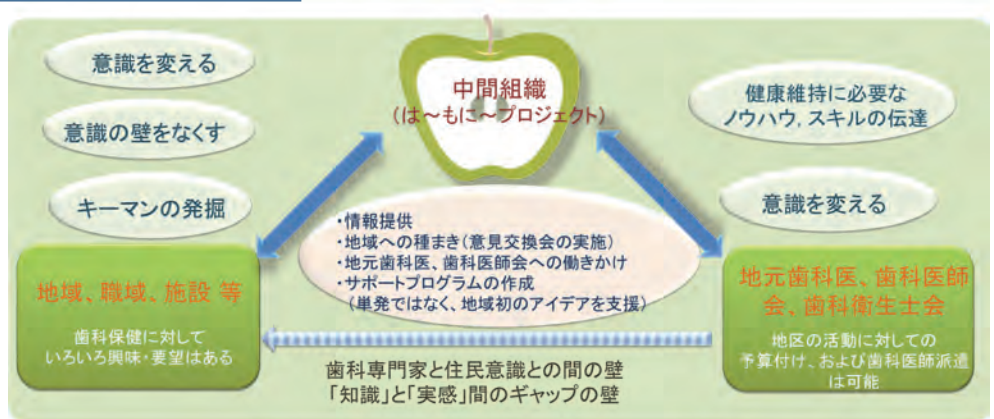 意識を変える
意識の壁をなくす
キーマンの発掘
中間組織
(は~もに~プロジェクト)
健康維持に必要な
ノウハウ,スキルの伝達
意識を変える
・情報提供
・地域への種まき(意見交換会の実施)
・地元歯科医、歯科医師会への働きかけ
・サポートプログラムの作成
(単発ではなく、地域初のアイデアを支援)
地域、職域、施設 等
歯科保健に対して
いろいろ興味・要望はある
地元歯科医、歯科医師
会、歯科衛生士会
地区の活動に対しての
予算付け、および歯科医師派遣
は可能
歯科専門家と住民意識との間の壁
「知識」と「実感」間のギャップの壁